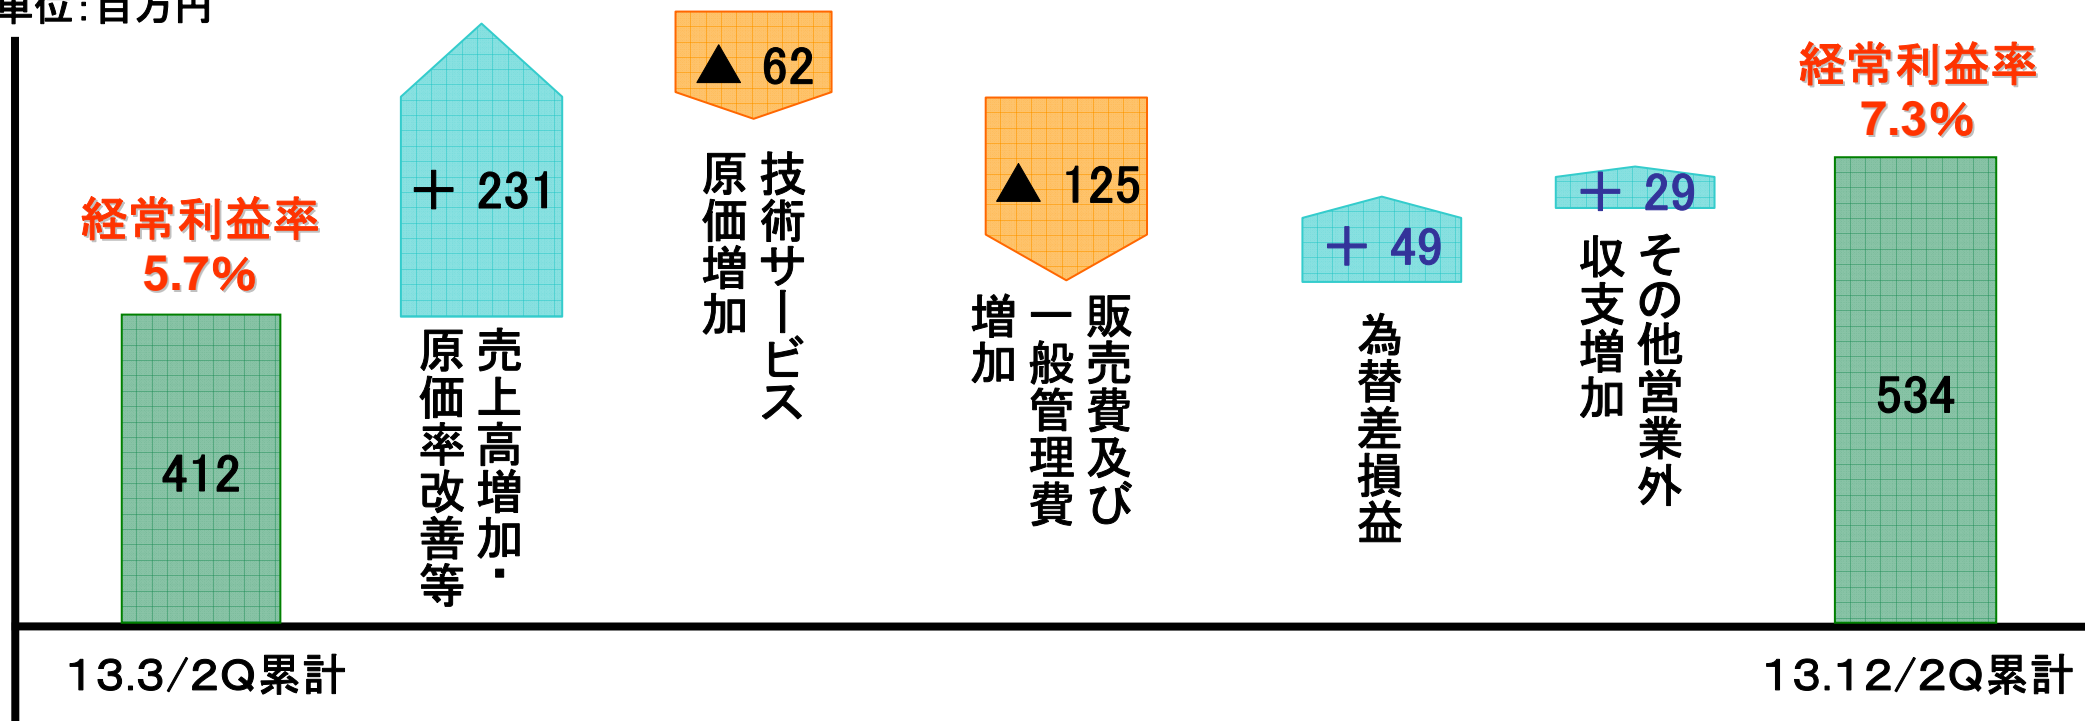 単位：百万円
経常利益率
5.7%
412
＋ 231
売上高増加・
原価率改善等
▲ 62
技術サービス
原価増加
▲ 125
販売費及び
一般管理費
増加
＋ 49
為替差損益
＋ 29
その他営業外
収支増加
経常利益率
7.3%
534
13.3/2Q累計
13.12/2Q累計